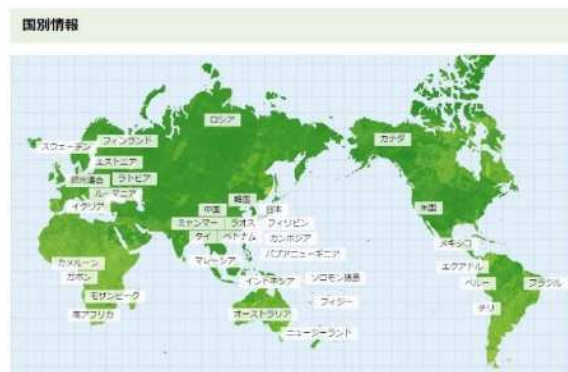 国別情報
ロシア
カナダ
スウェーデン
フィンランド
エストニア
欧州連合
ラトビア
ルーマニア
イタリア
韓国
中国
日本
米国
ミャンマー
ラオス
フィリピン
タイ
ベトナム
カンボジア
メキシコ
パプアニューギニア
マレーシア
カメルーン
エクアドル
ガボン
インドネシア
ソロモン諸島
ペルー
ブラジル
モザンビーク
フィジー
チリ
南アフリカ
オーストラリア
ニュージーランド